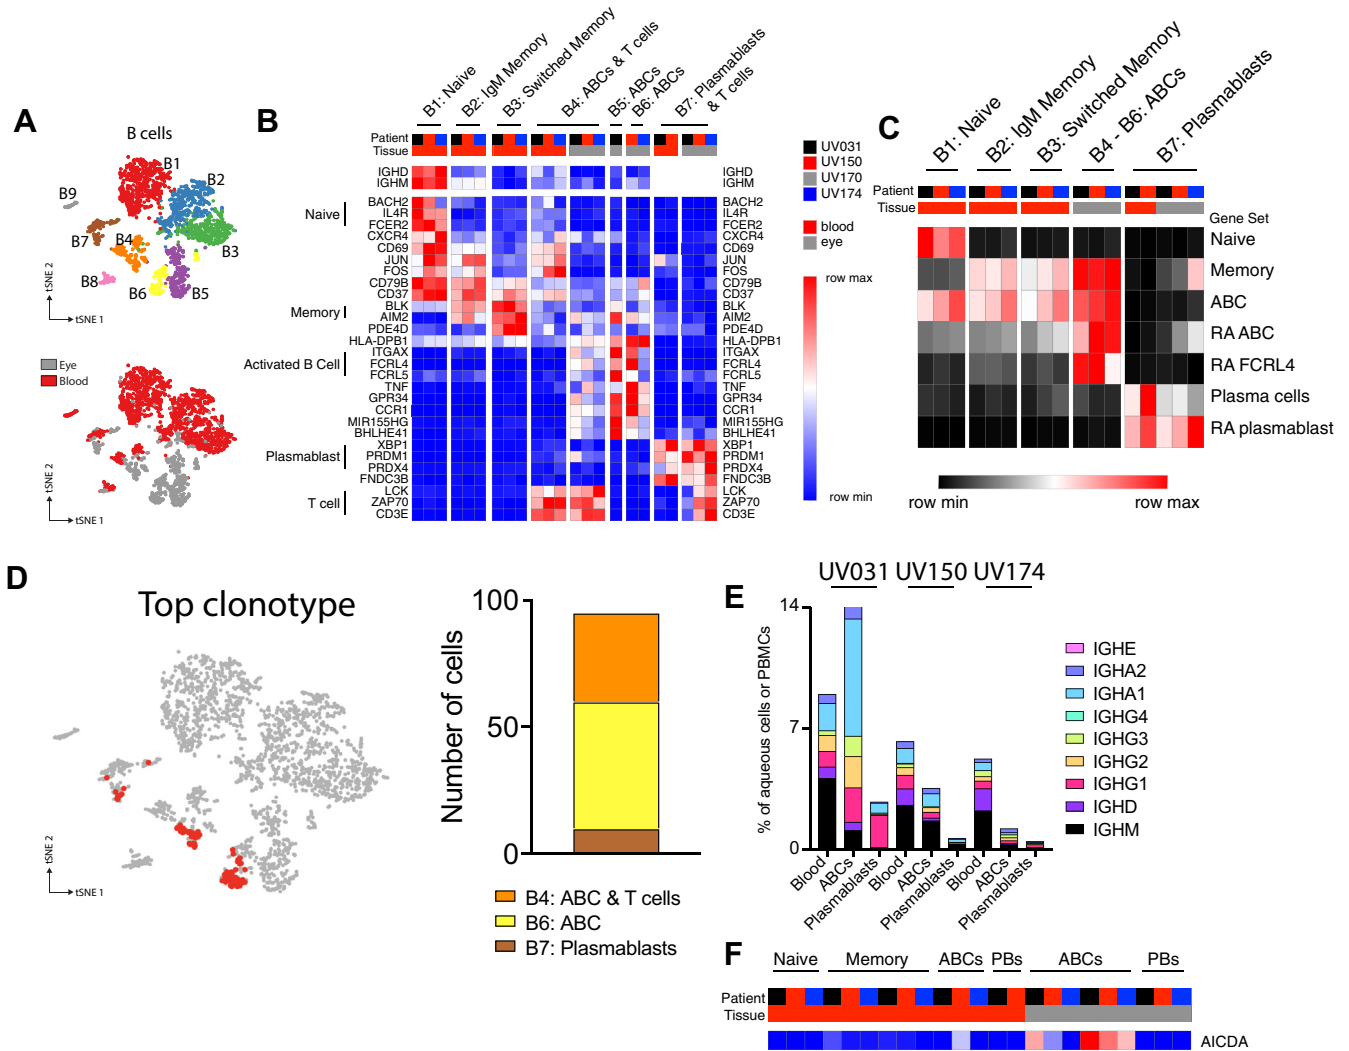 A
B cells
B1
B2
B3
B4
B5
B6
B7
B8
B9
tSNE 2
tSNE 1
Eye
Blood
tSNE 2
tSNE 1
B
B1: Naive
B2: IgM Memory
B3: Switched Memory
B4: ABCs & T cells
B5: ABCs
B6: ABCs
B7: Plasmablasts
& T cells
Patient
Tissue
IGHD
IGHM
Naive
BACH2
IL4R
FCER2
CXCR4
CD69
JUN
FOS
CD79B
CD37
Memory
BLK
AIM2
PDE4D
HLA-DPB1
Activated B Cell
ITGAX
FCRL4
FCRL5
TNF
GPR34
CCR1
MIR155HG
BHLHE41
Plasmablast
XBP1
PRDM1
PRDX4
FNDC3B
T cell
LCK
ZAP70
CD3E
IGHD
IGHM
BACH2
IL4R
FCER2
CXCR4
CD69
JUN
FOS
CD79B
CD37
BLK
AIM2
PDE4D
HLA-DPB1
ITGAX
FCRL4
FCRL5
TNF
GPR34
CCR1
MIR155HG
BHLHE41
XBP1
PRDM1
PRDX4
FNDC3B
LCK
ZAP70
CD3E
UV031
UV150
UV170
UV174
blood
eye
row max
row min
C
B1: Naive
B2: IgM Memory
B3: Switched Memory
B4 - B6: ABCs
B7: Plasmablasts
Patient
Tissue
Gene Set
Naive
Memory
ABC
RA ABC
RA FCRL4
Plasma cells
RA plasmablast
row min
row max
D
Top clonotype
tSNE 2
tSNE 1
Number of cells
100
50
0
B4: ABC & T cells
B6: ABC
B7: Plasmablasts
E
UV031 UV150 UV174
% of aqueous cells or PBMCs
14
7
0
Blood
ABCs
Plasmablasts
Blood
ABCs
Plasmablasts
Blood
ABCs
Plasmablasts
IGHE
IGHA2
IGHA1
IGHG4
IGHG3
IGHG2
IGHG1
IGHD
IGHM
F
Naive Memory ABCs PBs ABCs PBs
Patient
Tissue
AICDA